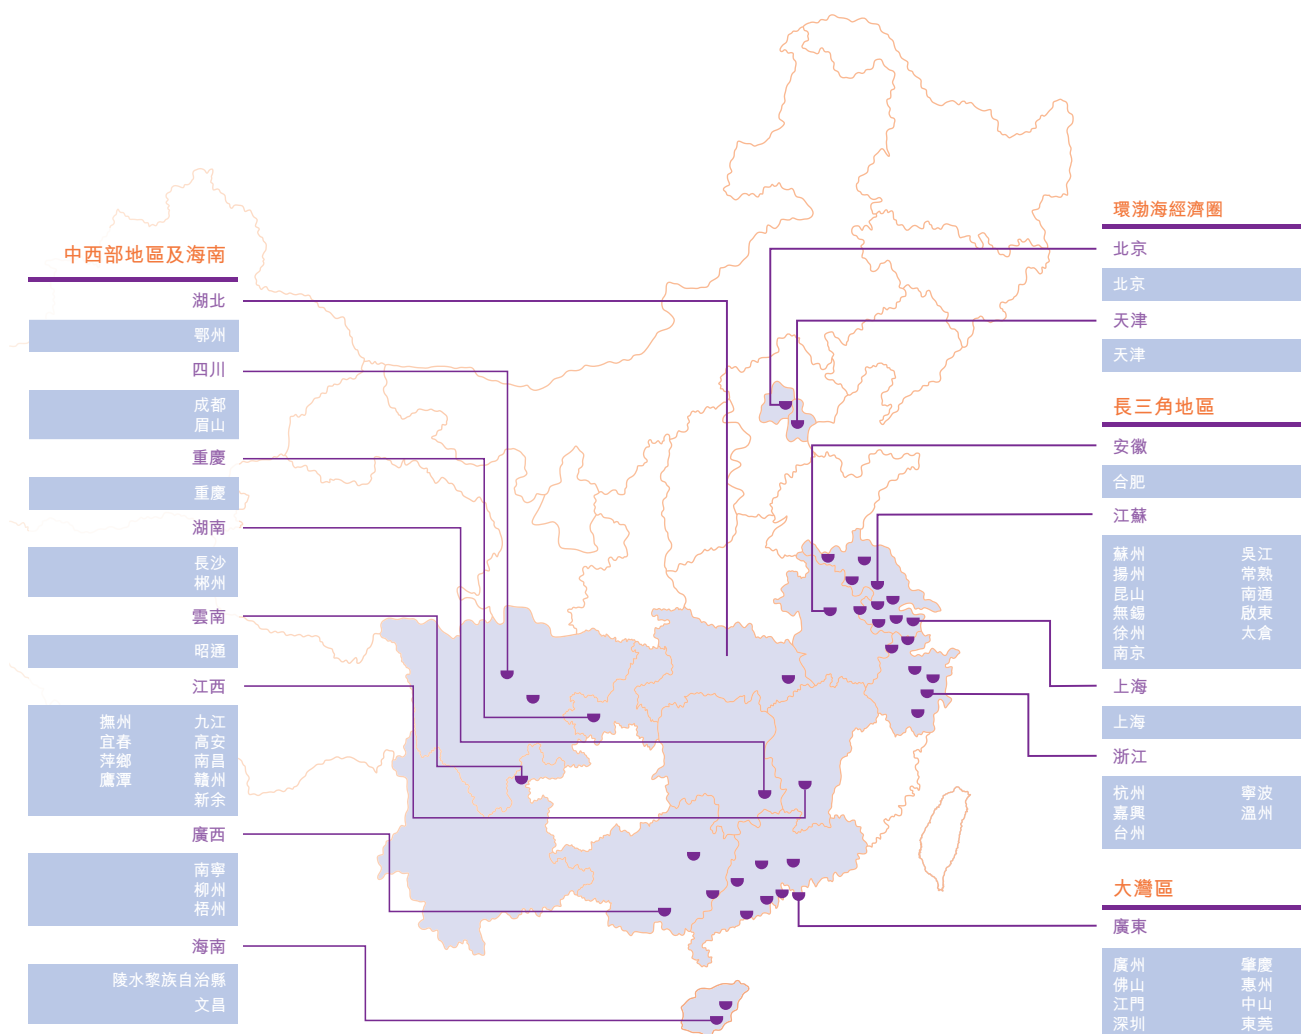 中西部地區及海南
湖北
鄂州
四川
成都
眉山
重慶
重慶
湖南
長沙
郴州
雲南
昭通
江西
撫州 九江
宜春 高安
萍鄉 南昌
鷹潭 贛州
新余
廣西
南寧
柳州
梧州
海南
陵水黎族自治縣
文昌
環渤海經濟圈
北京
北京
天津
天津
長三角地區
安徽
合肥
江蘇
蘇州 吳江
揚州 常熟
昆山 南通
無錫 啟東
徐州 太倉
南京
上海
上海
浙江
杭州 寧波
嘉興 溫州
台州
大灣區
廣東
廣州 肇慶
佛山 惠州
江門 中山
深圳 東莞